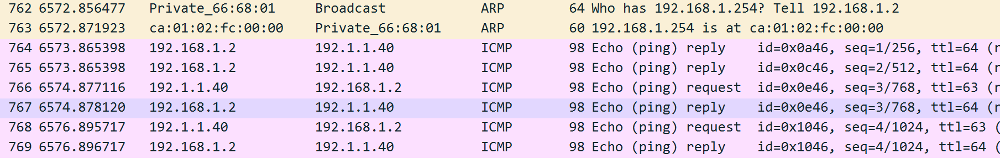 762 6572.856477 Private_66:68:01 Broadcast ARP 64 Who has 192.168.1.254? Tell 192.168.1.2
763 6572.871923 ca:01:02:fc:00:00 Private_66:68:01 ARP 60 192.168.1.254 is at ca:01:02:fc:00:00
764 6573.865398 192.168.1.2 192.1.1.40 ICMP 98 Echo (ping) reply id=0x0a46, seq=1/256, ttl=64 (r
765 6573.865398 192.168.1.2 192.1.1.40 ICMP 98 Echo (ping) reply id=0x0c46, seq=2/512, ttl=64 (r
766 6574.877116 192.1.1.40 192.168.1.2 ICMP 98 Echo (ping) request id=0x0e46, seq=3/768, ttl=63 (r
767 6574.878120 192.168.1.2 192.1.1.40 ICMP 98 Echo (ping) reply id=0x0e46, seq=3/768, ttl=64 (r
768 6576.895717 192.1.1.40 192.168.1.2 ICMP 98 Echo (ping) request id=0x1046, seq=4/1024, ttl=63 (
769 6576.896717 192.168.1.2 192.1.1.40 ICMP 98 Echo (ping) reply id=0x1046, seq=4/1024, ttl=64 (